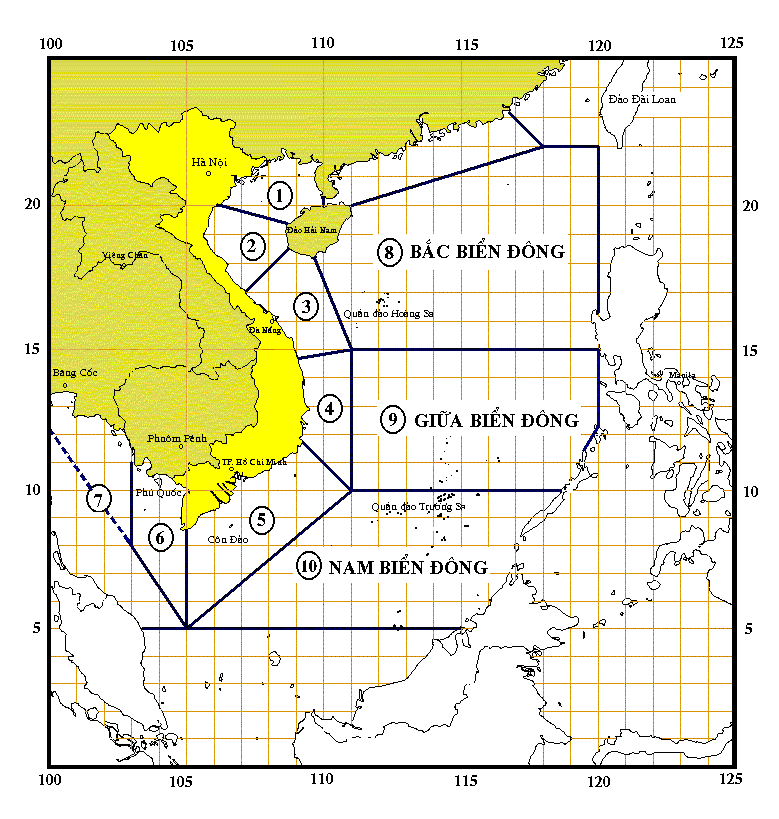 100 105 110 115 120 125
Đảo Đài Loan
Hà Nội
1
20 20
Đảo Hải Nam
2
8 BẮC BIỂN ĐÔNG
Viêng Chăn
3
Quần đảo Hoàng Sa
Đà Nẵng
15 15
Băng Cốc
Manila
4
9 GIỮA BIỂN ĐÔNG
Phnôm Pênh
TP. Hồ Chí Minh
10 10
Phú Quốc
7
Quần đảo Trường Sa
5
6
Côn Đảo
10 NAM BIỂN ĐÔNG
5 5
100 105 110 115 120 125